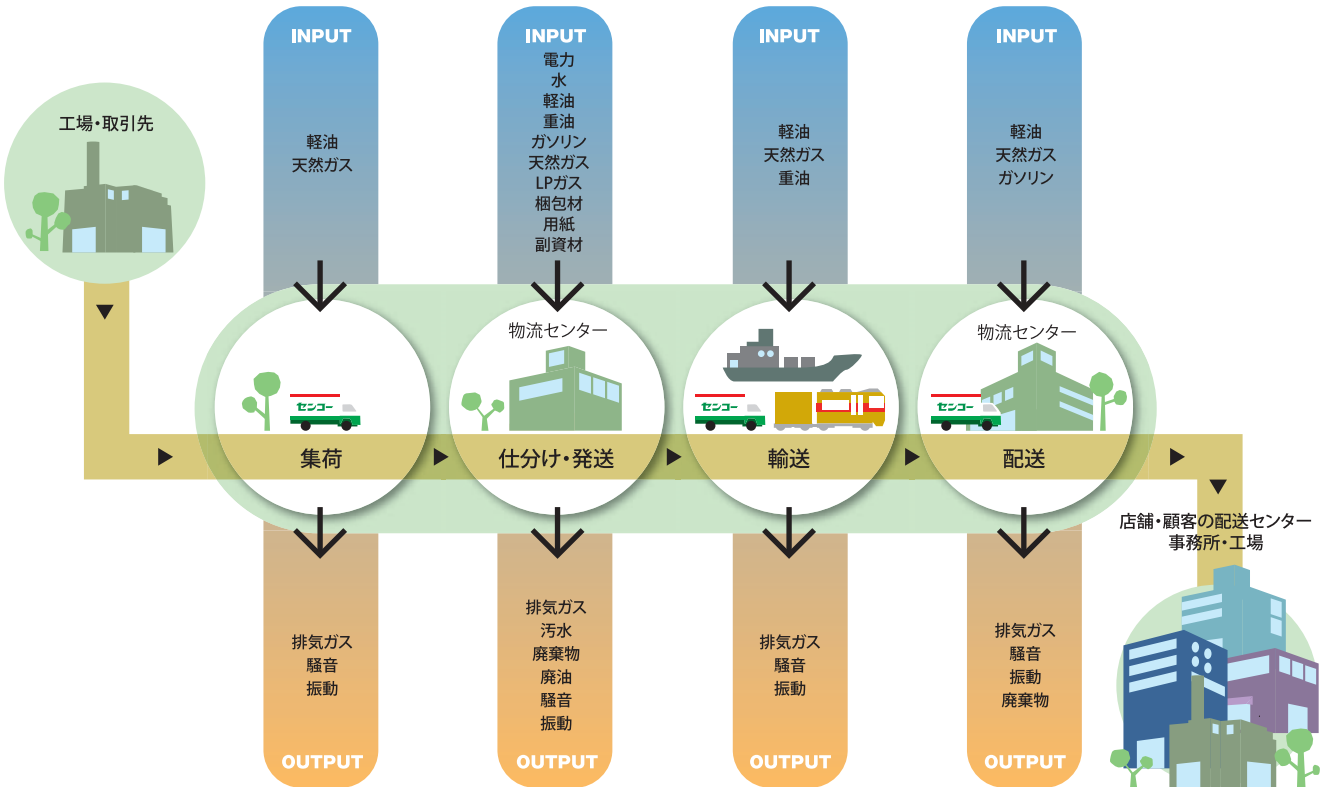 工場・取引先
INPUT
軽油
天然ガス
INPUT
電力
水
軽油
重油
ガソリン
天然ガス
LPガス
梱包材
用紙
副資材
INPUT
軽油
天然ガス
重油
INPUT
軽油
天然ガス
ガソリン
センコー
集荷
物流センター
仕分け・発送
センコー
輸送
物流センター
センコー
配送
排気ガス
騒音
振動
OUTPUT
排気ガス
汚水
廃棄物
廃油
騒音
振動
OUTPUT
排気ガス
騒音
振動
OUTPUT
排気ガス
騒音
振動
廃棄物
OUTPUT
店舗・顧客の配送センター
事務所・工場